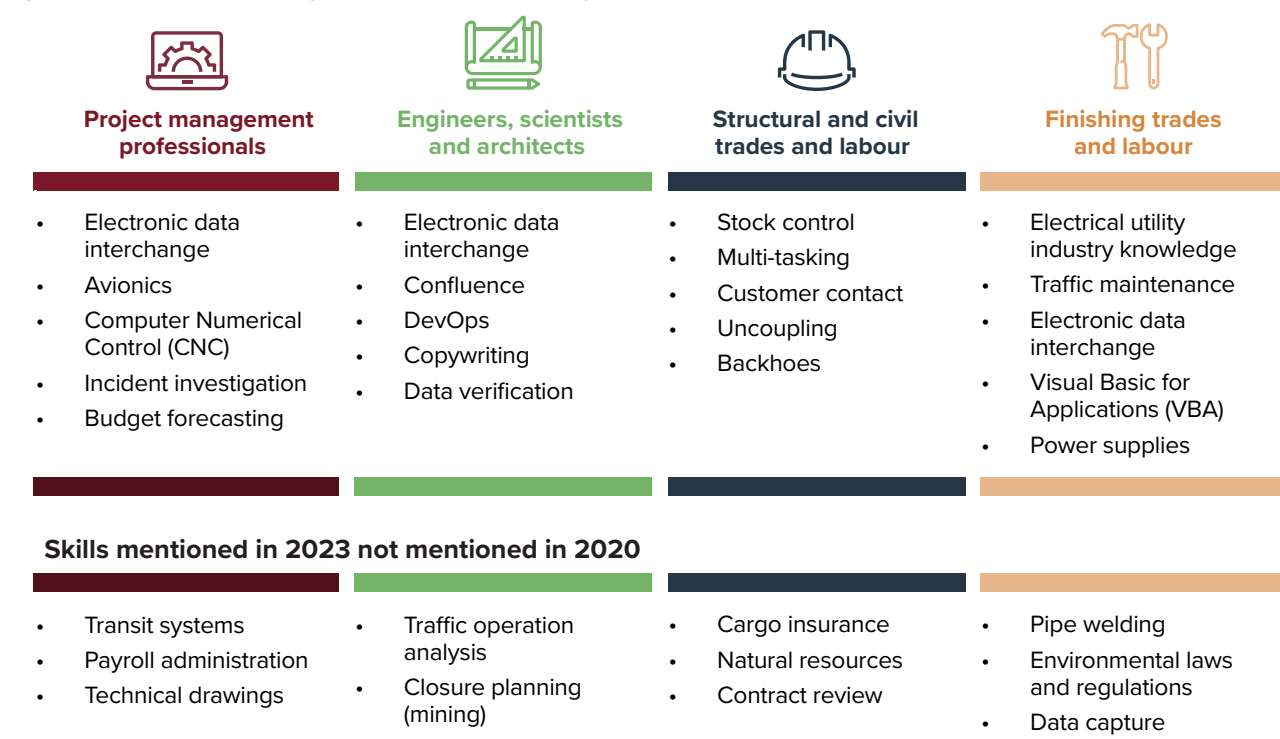 Project management
professionals
Engineers, scientists
and architects
Structural and civil
trades and labour
Finishing trades
and labour
• Electronic data
interchange
• Avionics
• Computer Numerical
Control (CNC)
• Incident investigation
• Budget forecasting
• Electronic data
interchange
• Confluence
• DevOps
• Copywriting
• Data verification
• Stock control
• Multi-tasking
• Customer contact
• Uncoupling
• Backhoes
• Electrical utility
industry knowledge
• Traffic maintenance
• Electronic data
interchange
• Visual Basic for
Applications (VBA)
• Power supplies
Skills mentioned in 2023 not mentioned in 2020
• Transit systems
• Payroll administration
• Technical drawings
• Traffic operation
analysis
• Closure planning
(mining)
• Cargo insurance
• Natural resources
• Contract review
• Pipe welding
• Environmental laws
and regulations
• Data capture